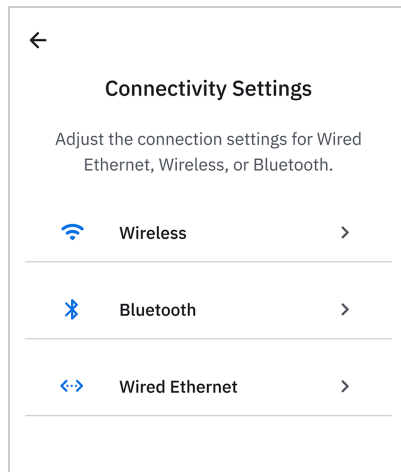 Connectivity Settings
Adjust the connection settings for Wired
Ethernet, Wireless, or Bluetooth.
Wireless
Bluetooth
Wired Ethernet